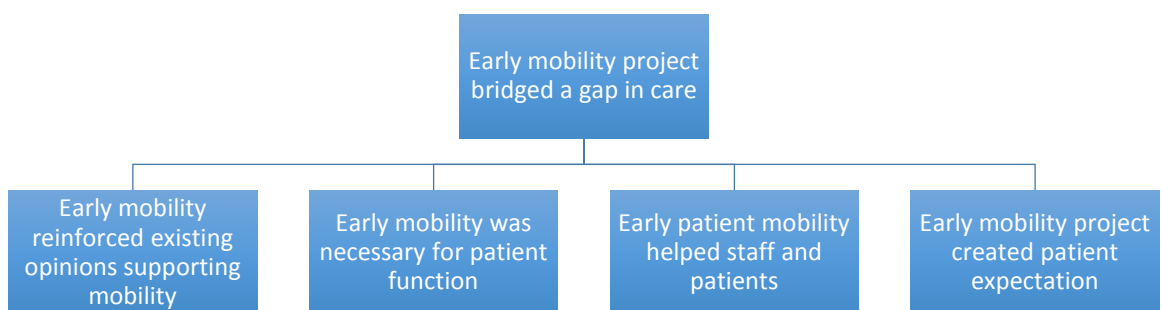 Early mobility project
bridged a gap in care
Early mobility
reinforced existing
opinions supporting
mobility
Early mobility was
necessary for patient
function
Early patient mobility
helped staff and
patients
Early mobility project
created patient
expectation